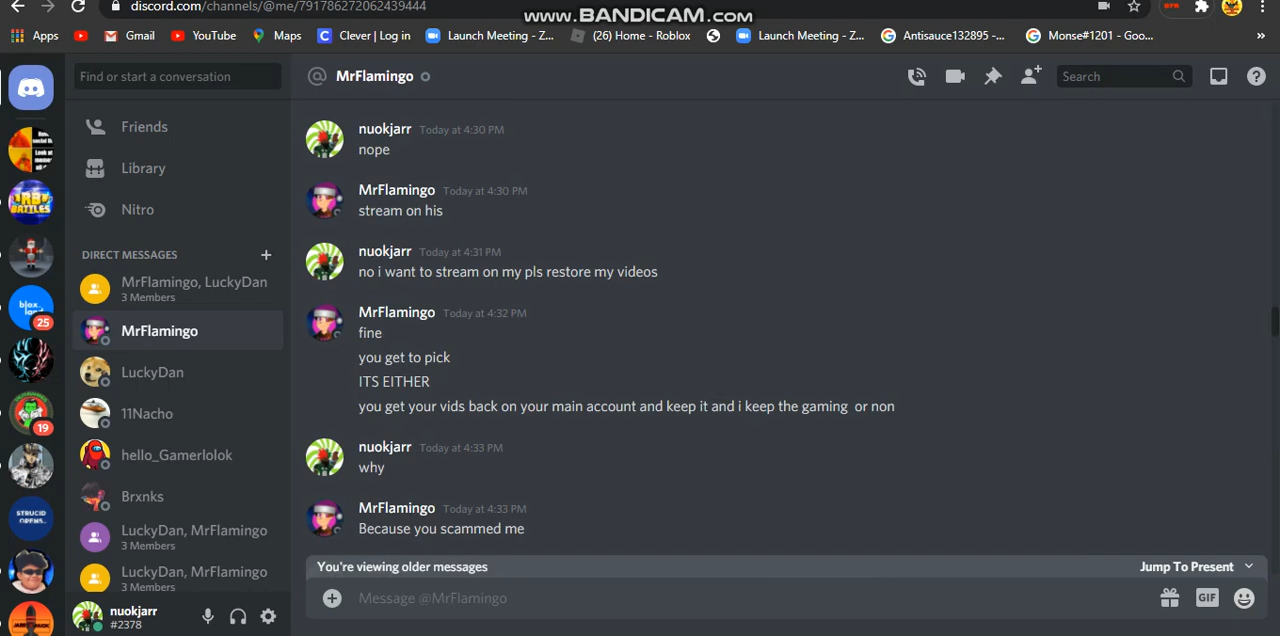 discord.com/channels/@me/791786272062439444
www.BANDICAM.com
Apps
Gmail
YouTube
Maps
Clever | Log in
Launch Meeting - Z...
(26) Home - Roblox
Launch Meeting - Z...
Antisauce132895 -...
Monse#1201 - Goo...
»
Find or start a conversation
@ MrFlamingo
Search
Friends
Library
Nitro
DIRECT MESSAGES
MrFlamingo, LuckyDan
3 Members
MrFlamingo
LuckyDan
11Nacho
hello_Gamerlolok
Brxnks
LuckyDan, MrFlamingo
3 Members
LuckyDan, MrFlamingo
3 Members
25
19
STRUCID
nuokjarr
#2378
nuokjarr Today at 4:30 PM
nope
MrFlamingo Today at 4:30 PM
stream on his
nuokjarr Today at 4:31 PM
no i want to stream on my pls restore my videos
MrFlamingo Today at 4:32 PM
fine
you get to pick
ITS EITHER
you get your vids back on your main account and keep it and i keep the gaming or non
nuokjarr Today at 4:33 PM
why
MrFlamingo Today at 4:33 PM
Because you scammed me
You're viewing older messages
Jump To Present
Message @MrFlamingo
GIF